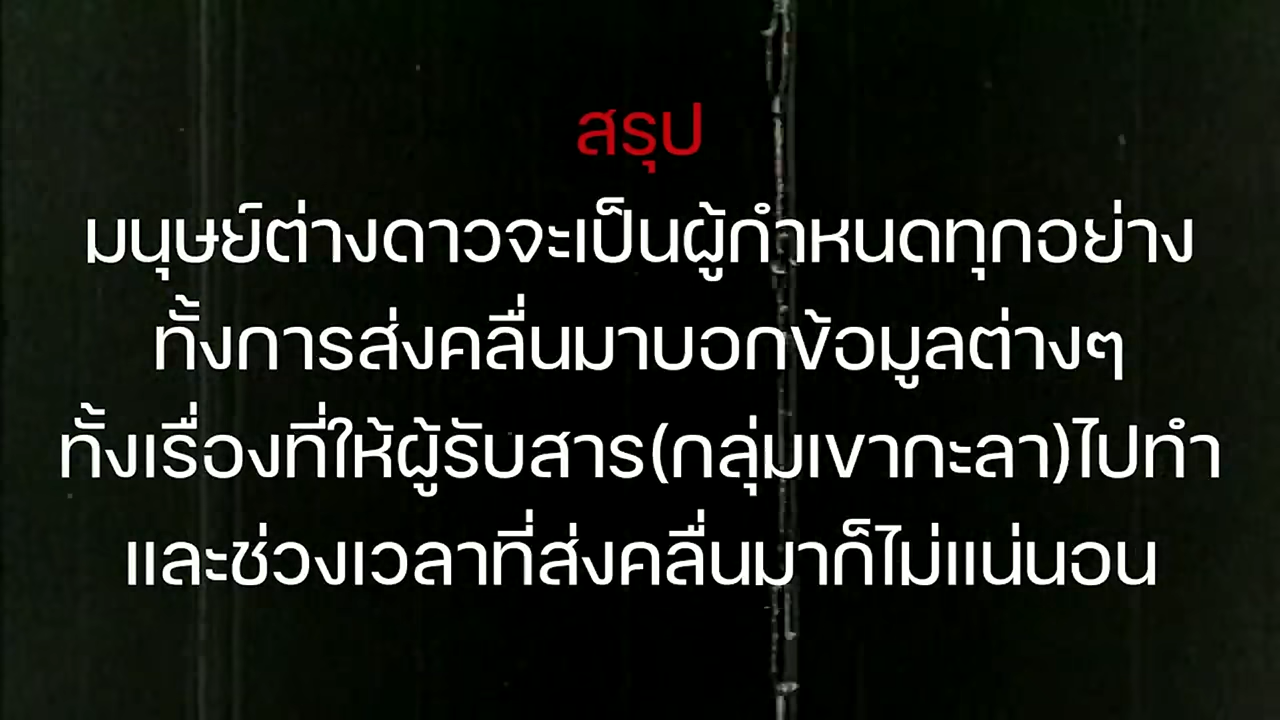 สรุป
มนุษย์ต่างดาวจะเป็นผู้กำหนดทุกอย่าง
ทั้งการส่งคลื่นมาบอกข้อมูลต่างๆ
ทั้งเรื่องที่ให้ผู้รับสาร(กลุ่มเขากะลา)ไปทำ
และช่วงเวลาที่ส่งคลื่นมาก็ไม่แน่นอน